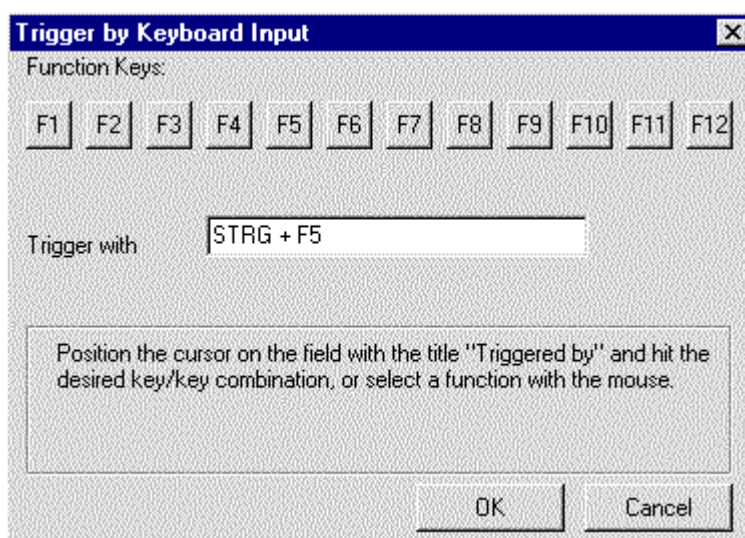 Trigger by Keyboard Input
Function Keys:
F1 F2 F3 F4 F5 F6 F7 F8 F9 F10 F11 F12
Trigger with STRG + F5
Position the cursor on the field with the title "Triggered by" and hit the
desired key/key combination, or select a function with the mouse.
OK Cancel